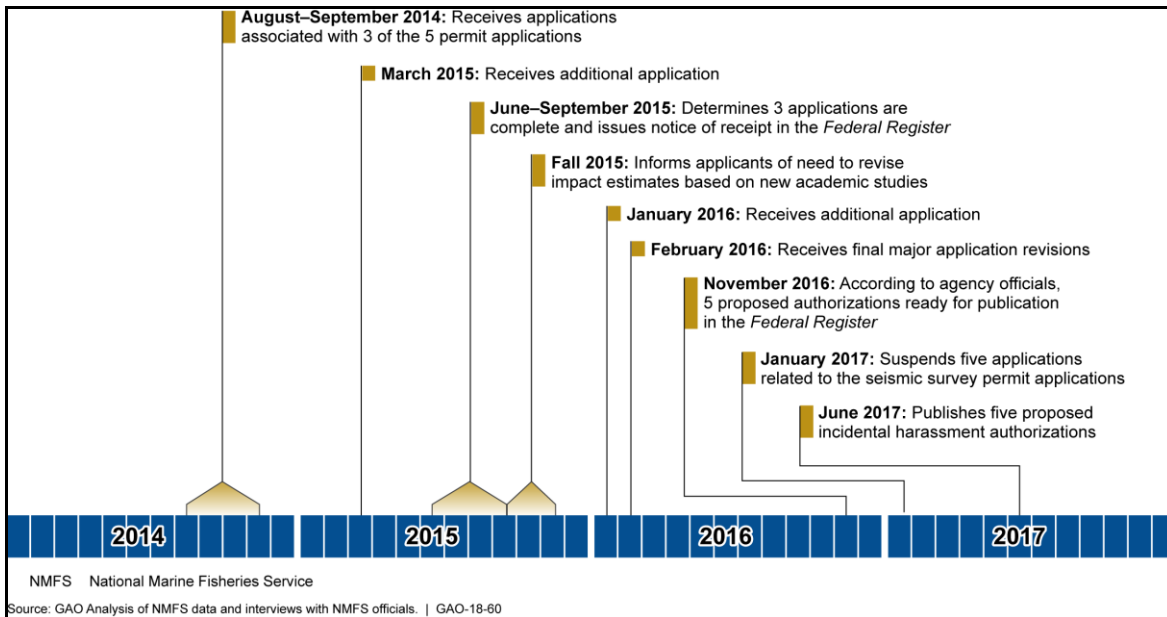 August–September 2014: Receives applications
associated with 3 of the 5 permit applications
March 2015: Receives additional application
June–September 2015: Determines 3 applications are
complete and issues notice of receipt in the Federal Register
Fall 2015: Informs applicants of need to revise
impact estimates based on new academic studies
January 2016: Receives additional application
February 2016: Receives final major application revisions
November 2016: According to agency officials,
5 proposed authorizations ready for publication
in the Federal Register
January 2017: Suspends five applications
related to the seismic survey permit applications
June 2017: Publishes five proposed
incidental harassment authorizations
2014 2015 2016 2017
NMFS National Marine Fisheries Service
Source: GAO Analysis of NMFS data and interviews with NMFS officials. | GAO-18-60